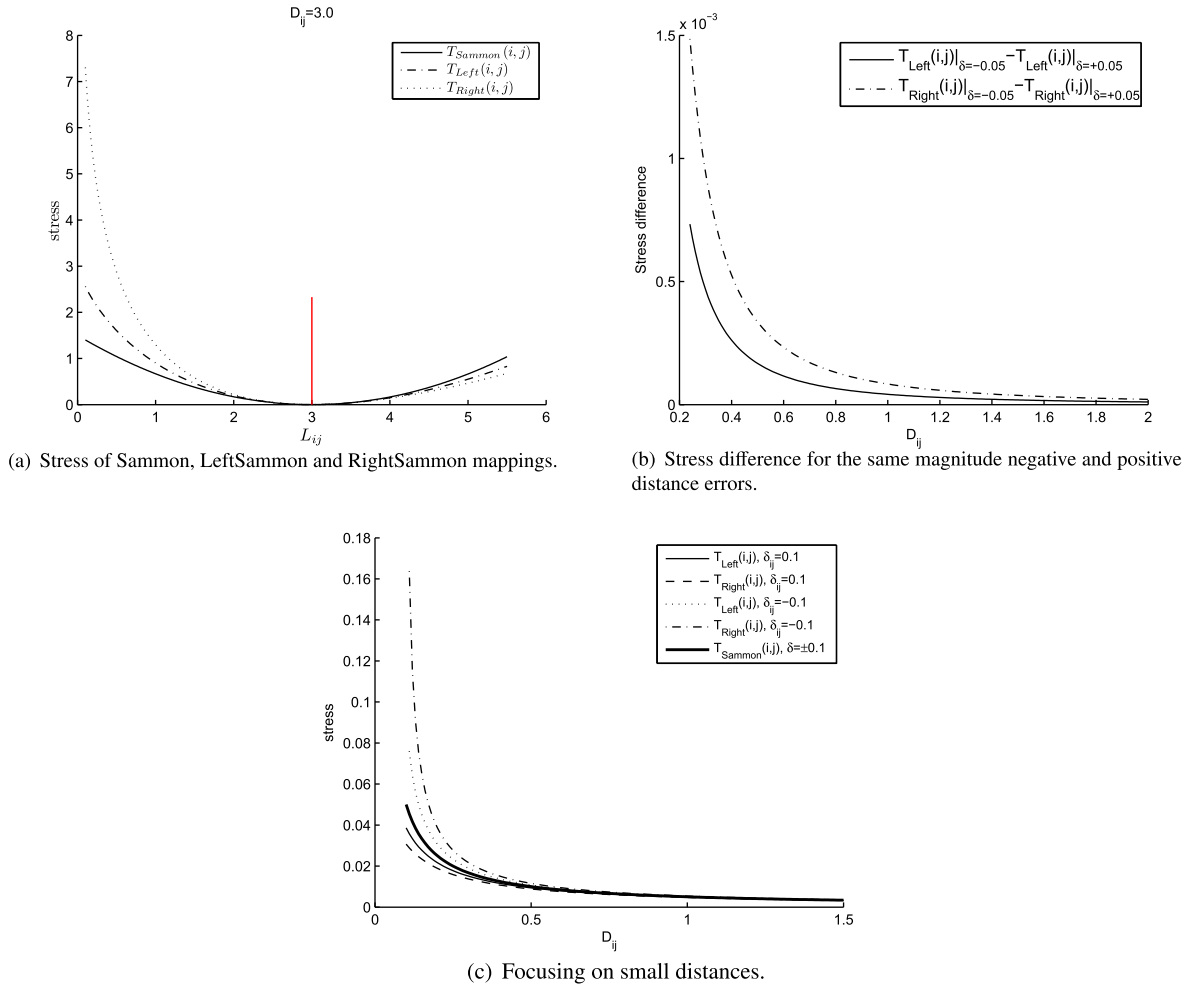 D_ij=3.0
8
7
6
5
4
3
2
1
0
stress
0 1 2 3 4 5 6
L_ij
T_Sammon(i, j)
T_Left(i, j)
T_Right(i, j)
(a) Stress of Sammon, LeftSammon and RightSammon mappings.
x 10^-3
1.5
1
0.5
0
Stress difference
0.2 0.4 0.6 0.8 1 1.2 1.4 1.6 1.8 2
D_ij
T_Left(i,j)|_δ=−0.05−T_Left(i,j)|_δ=+0.05
T_Right(i,j)|_δ=−0.05−T_Right(i,j)|_δ=+0.05
(b) Stress difference for the same magnitude negative and positive
distance errors.
0.18
0.16
0.14
0.12
0.1
0.08
0.06
0.04
0.02
0
stress
0 0.5 1 1.5
D_ij
T_Left(i,j), δ_ij=0.1
T_Right(i,j), δ_ij=0.1
T_Left(i,j), δ_ij=−0.1
T_Right(i,j), δ_ij=−0.1
T_Sammon(i,j), δ=±0.1
(c) Focusing on small distances.